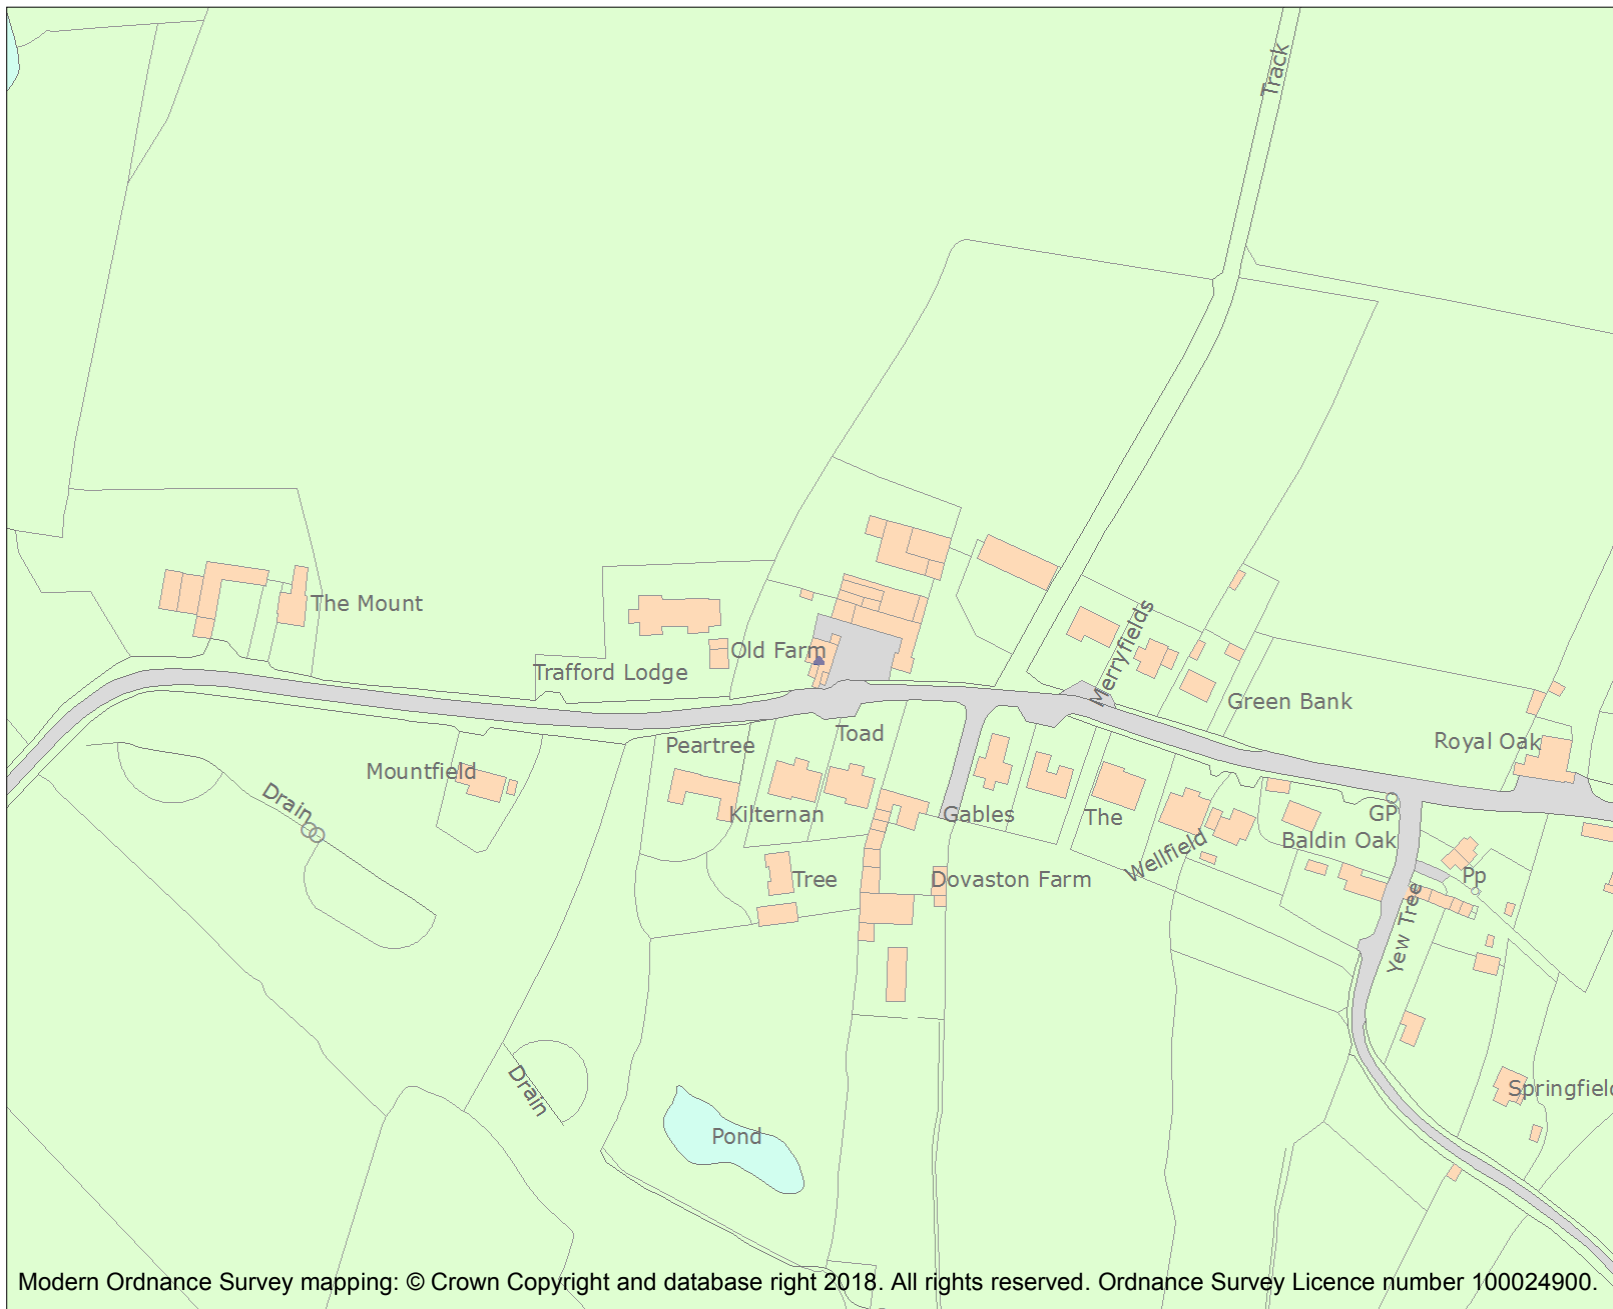 Track
The Mount
Merryfields
Old Farm
Trafford Lodge
Green Bank
Toad
Royal Oak
Peartree
Mountfield
Drain
Kilternan
Gables
The
GP
Baldin Oak
Wellfield
Tree
Dovaston Farm
Pp
Yew Tree
Drain
Springfield
Pond
Modern Ordnance Survey mapping: © Crown Copyright and database right 2018. All rights reserved. Ordnance Survey Licence number 100024900.